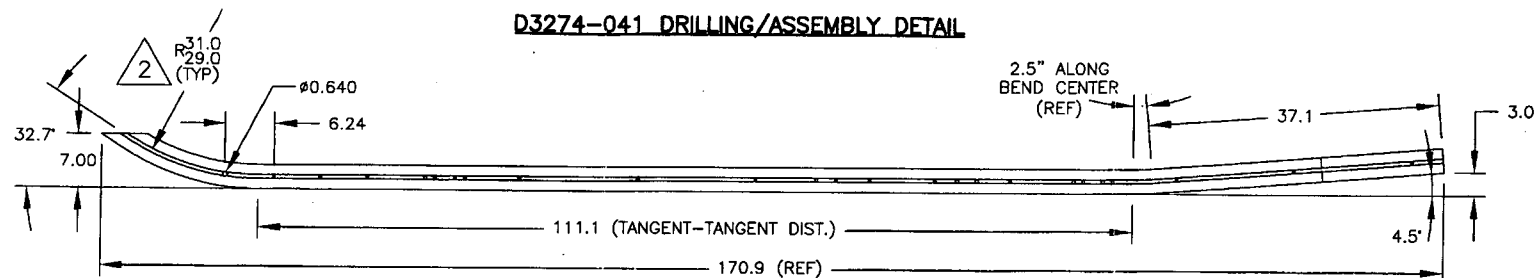 D3274-041 DRILLING/ASSEMBLY DETAIL
2
R31.0
29.0
(TYP)
ø0.640
6.24
32.7°
7.00
2.5" ALONG
BEND CENTER
(REF)
37.1
3.0
111.1 (TANGENT-TANGENT DIST.)
4.5°
170.9 (REF)